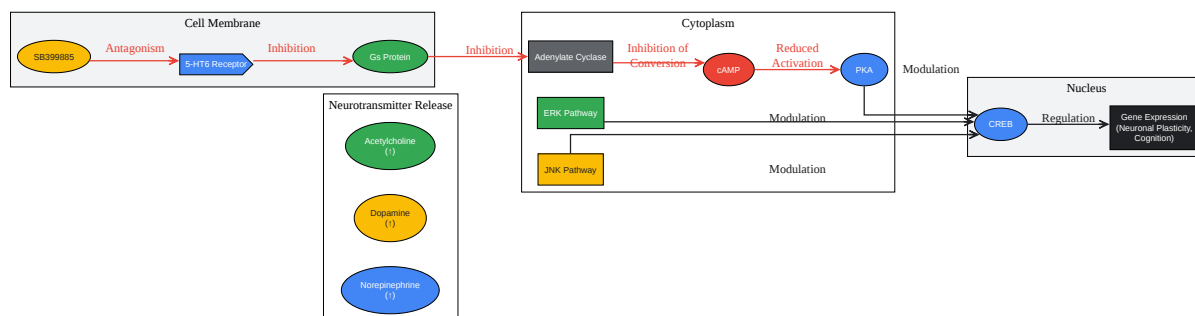 Cell Membrane
SB399885
Antagonism
5-HT6 Receptor
Inhibition
Gs Protein
Inhibition
Cytoplasm
Adenylate Cyclase
Inhibition of
Conversion
cAMP
Reduced
Activation
PKA
Modulation
ERK Pathway
Modulation
JNK Pathway
Modulation
Nucleus
CREB
Regulation
Gene Expression
(Neuronal Plasticity,
Cognition)
Neurotransmitter Release
Acetylcholine
(↑)
Dopamine
(↑)
Norepinephrine
(↑)